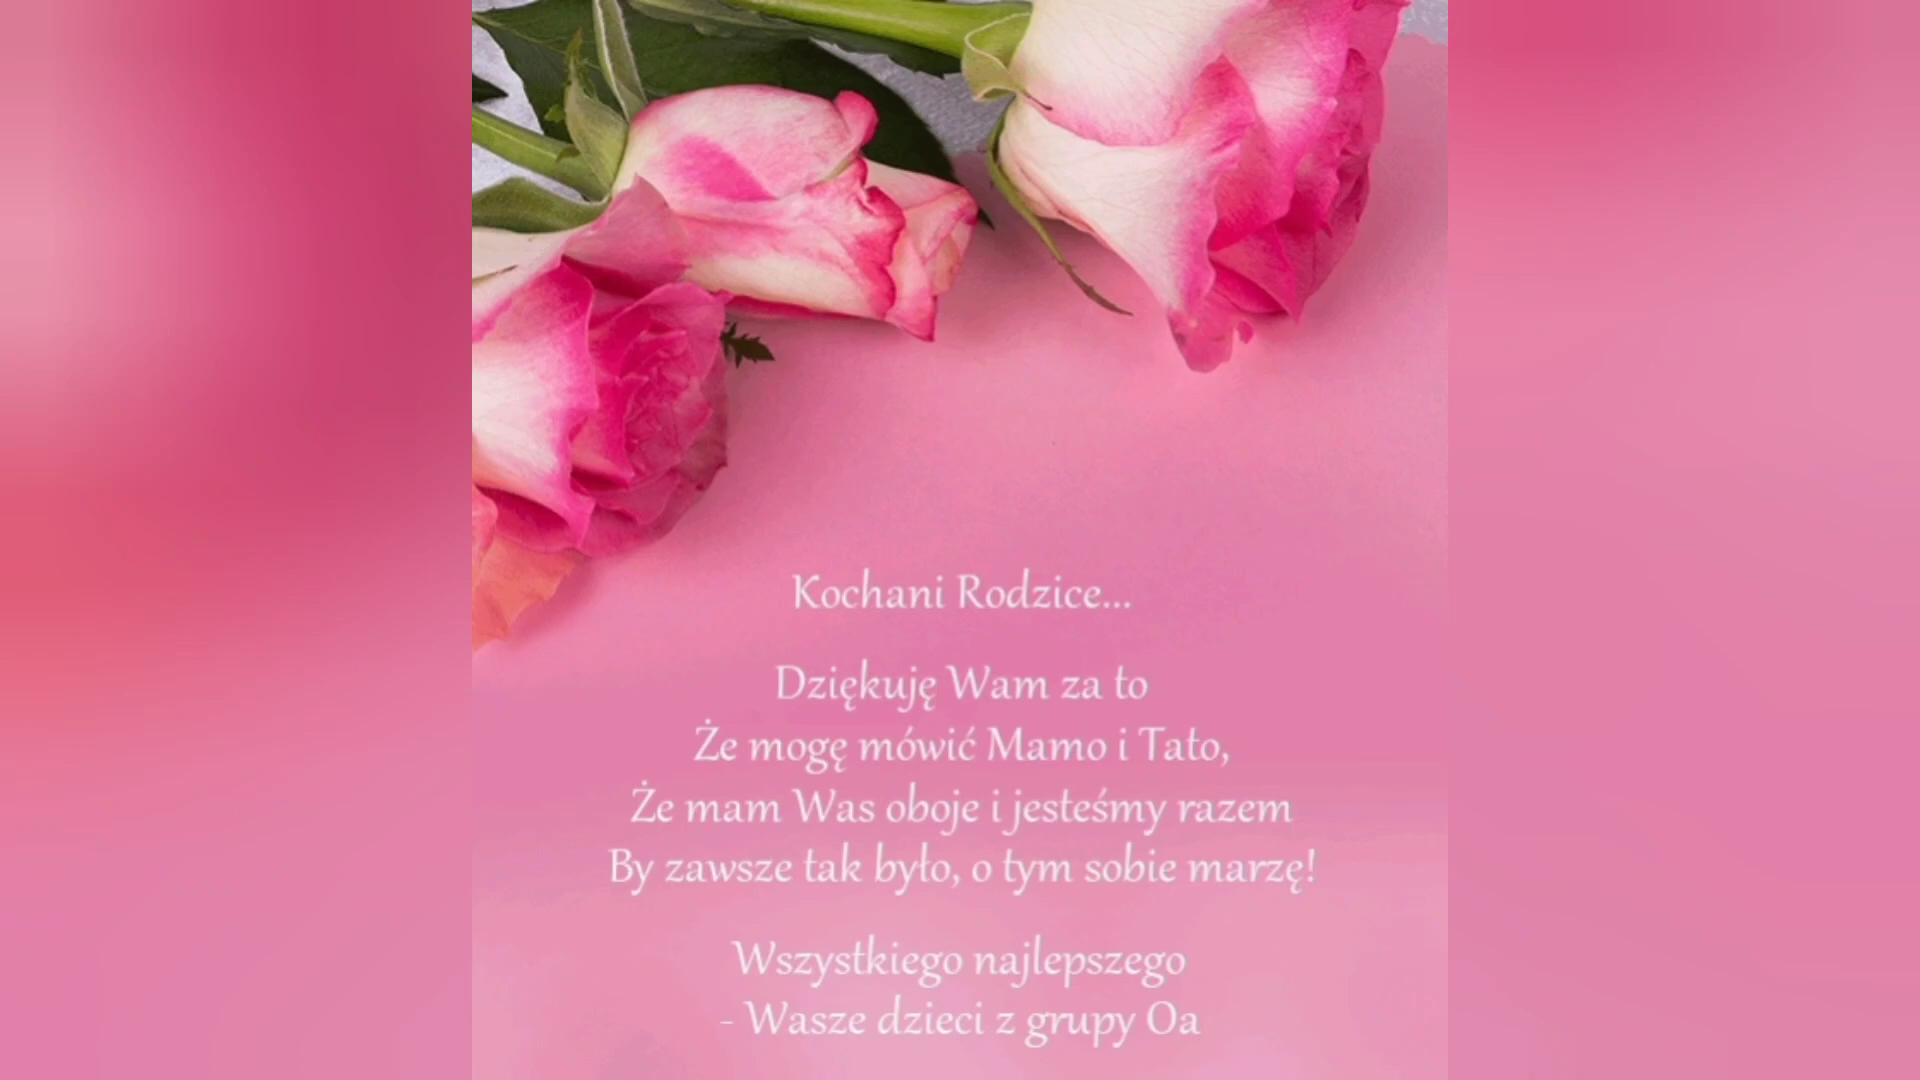 Kochani Rodzice...
Dziękuję Wam za to
Że mogę mówić Mamo i Tato,
Że mam Was oboje i jesteśmy razem
By zawsze tak było, o tym sobie marzę!
Wszystkiego najlepszego
- Wasze dzieci z grupy Oa